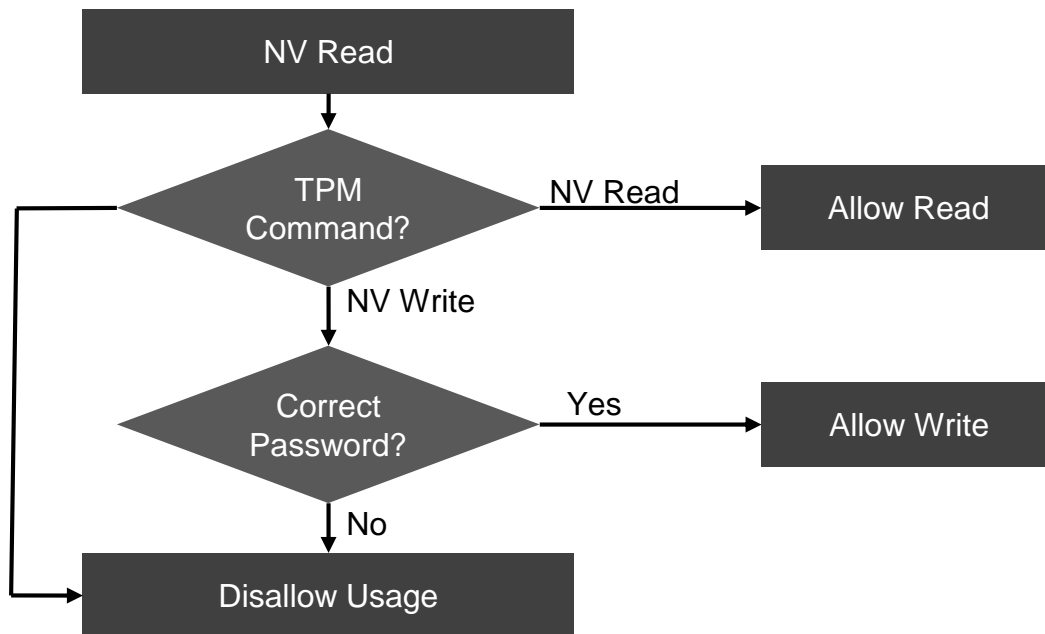 NV Read
TPM
Command?
NV Read
Allow Read
NV Write
Correct
Password?
Yes
Allow Write
No
Disallow Usage